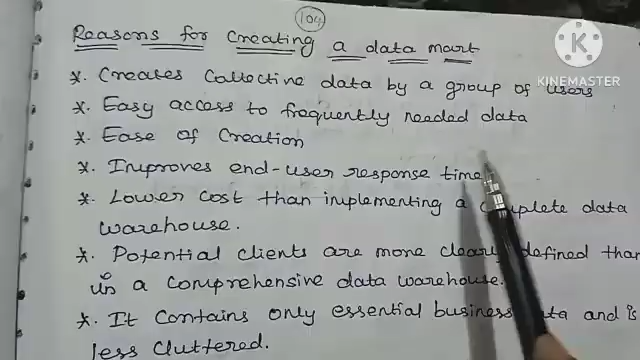 104
Reasons for creating a data mart
KINEMASTER
*. Creates collective data by a group of users
*. Easy access to frequently needed data
*. Ease of Creation
*. Improves end-user response time
*. Lower cost than implementing a complete data
warehouse.
*. Potential clients are more clearly defined than
in a comprehensive data warehouse.
*. It contains only essential business data and is
less cluttered.